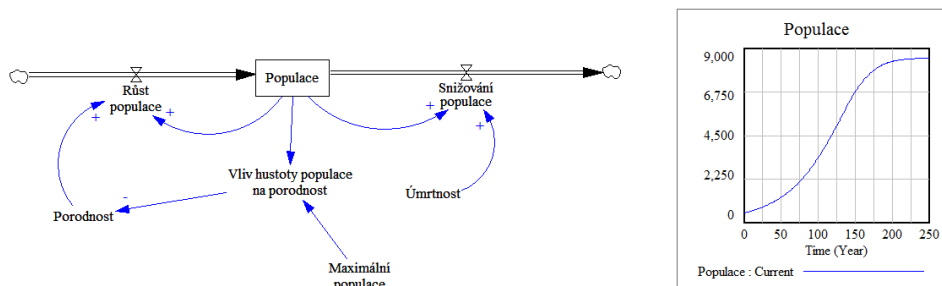 Populace
Růst
populace
Snižování
populace
+
+
+
+
Vliv hustoty populace
na porodnost
Úmrtnost
-
Porodnost
Maximální
populace
Populace
9,000
6,750
4,500
2,250
0
0 50 100 150 200 250
Time (Year)
Populace : Current